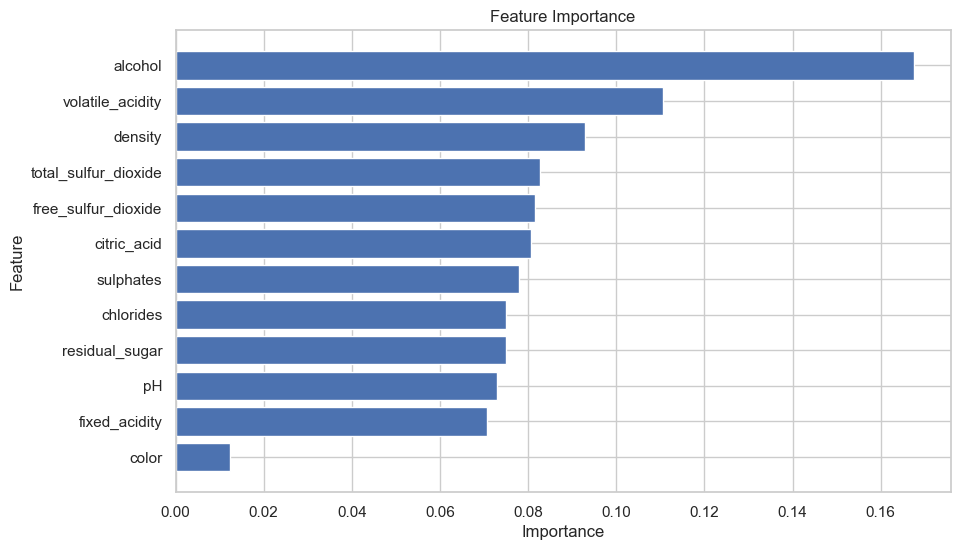 Feature Importance
Feature
alcohol
volatile_acidity
density
total_sulfur_dioxide
free_sulfur_dioxide
citric_acid
sulphates
chlorides
residual_sugar
pH
fixed_acidity
color
0.00 0.02 0.04 0.06 0.08 0.10 0.12 0.14 0.16
Importance